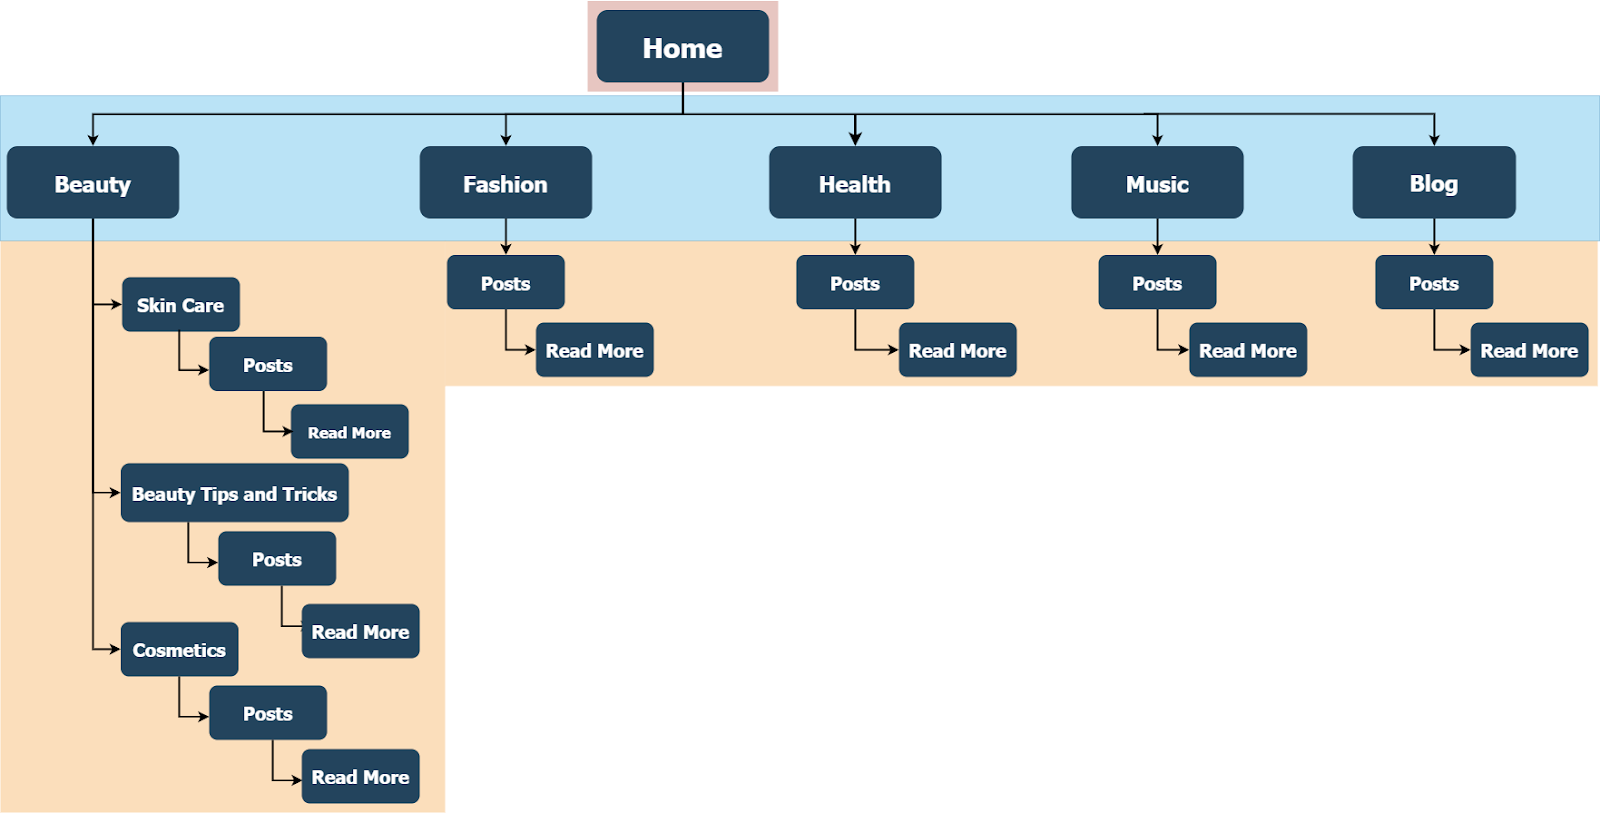 Home
Beauty
Fashion
Health
Music
Blog
Posts
Posts
Posts
Posts
Skin Care
Read More
Read More
Read More
Read More
Posts
Read More
Beauty Tips and Tricks
Posts
Read More
Cosmetics
Posts
Read More